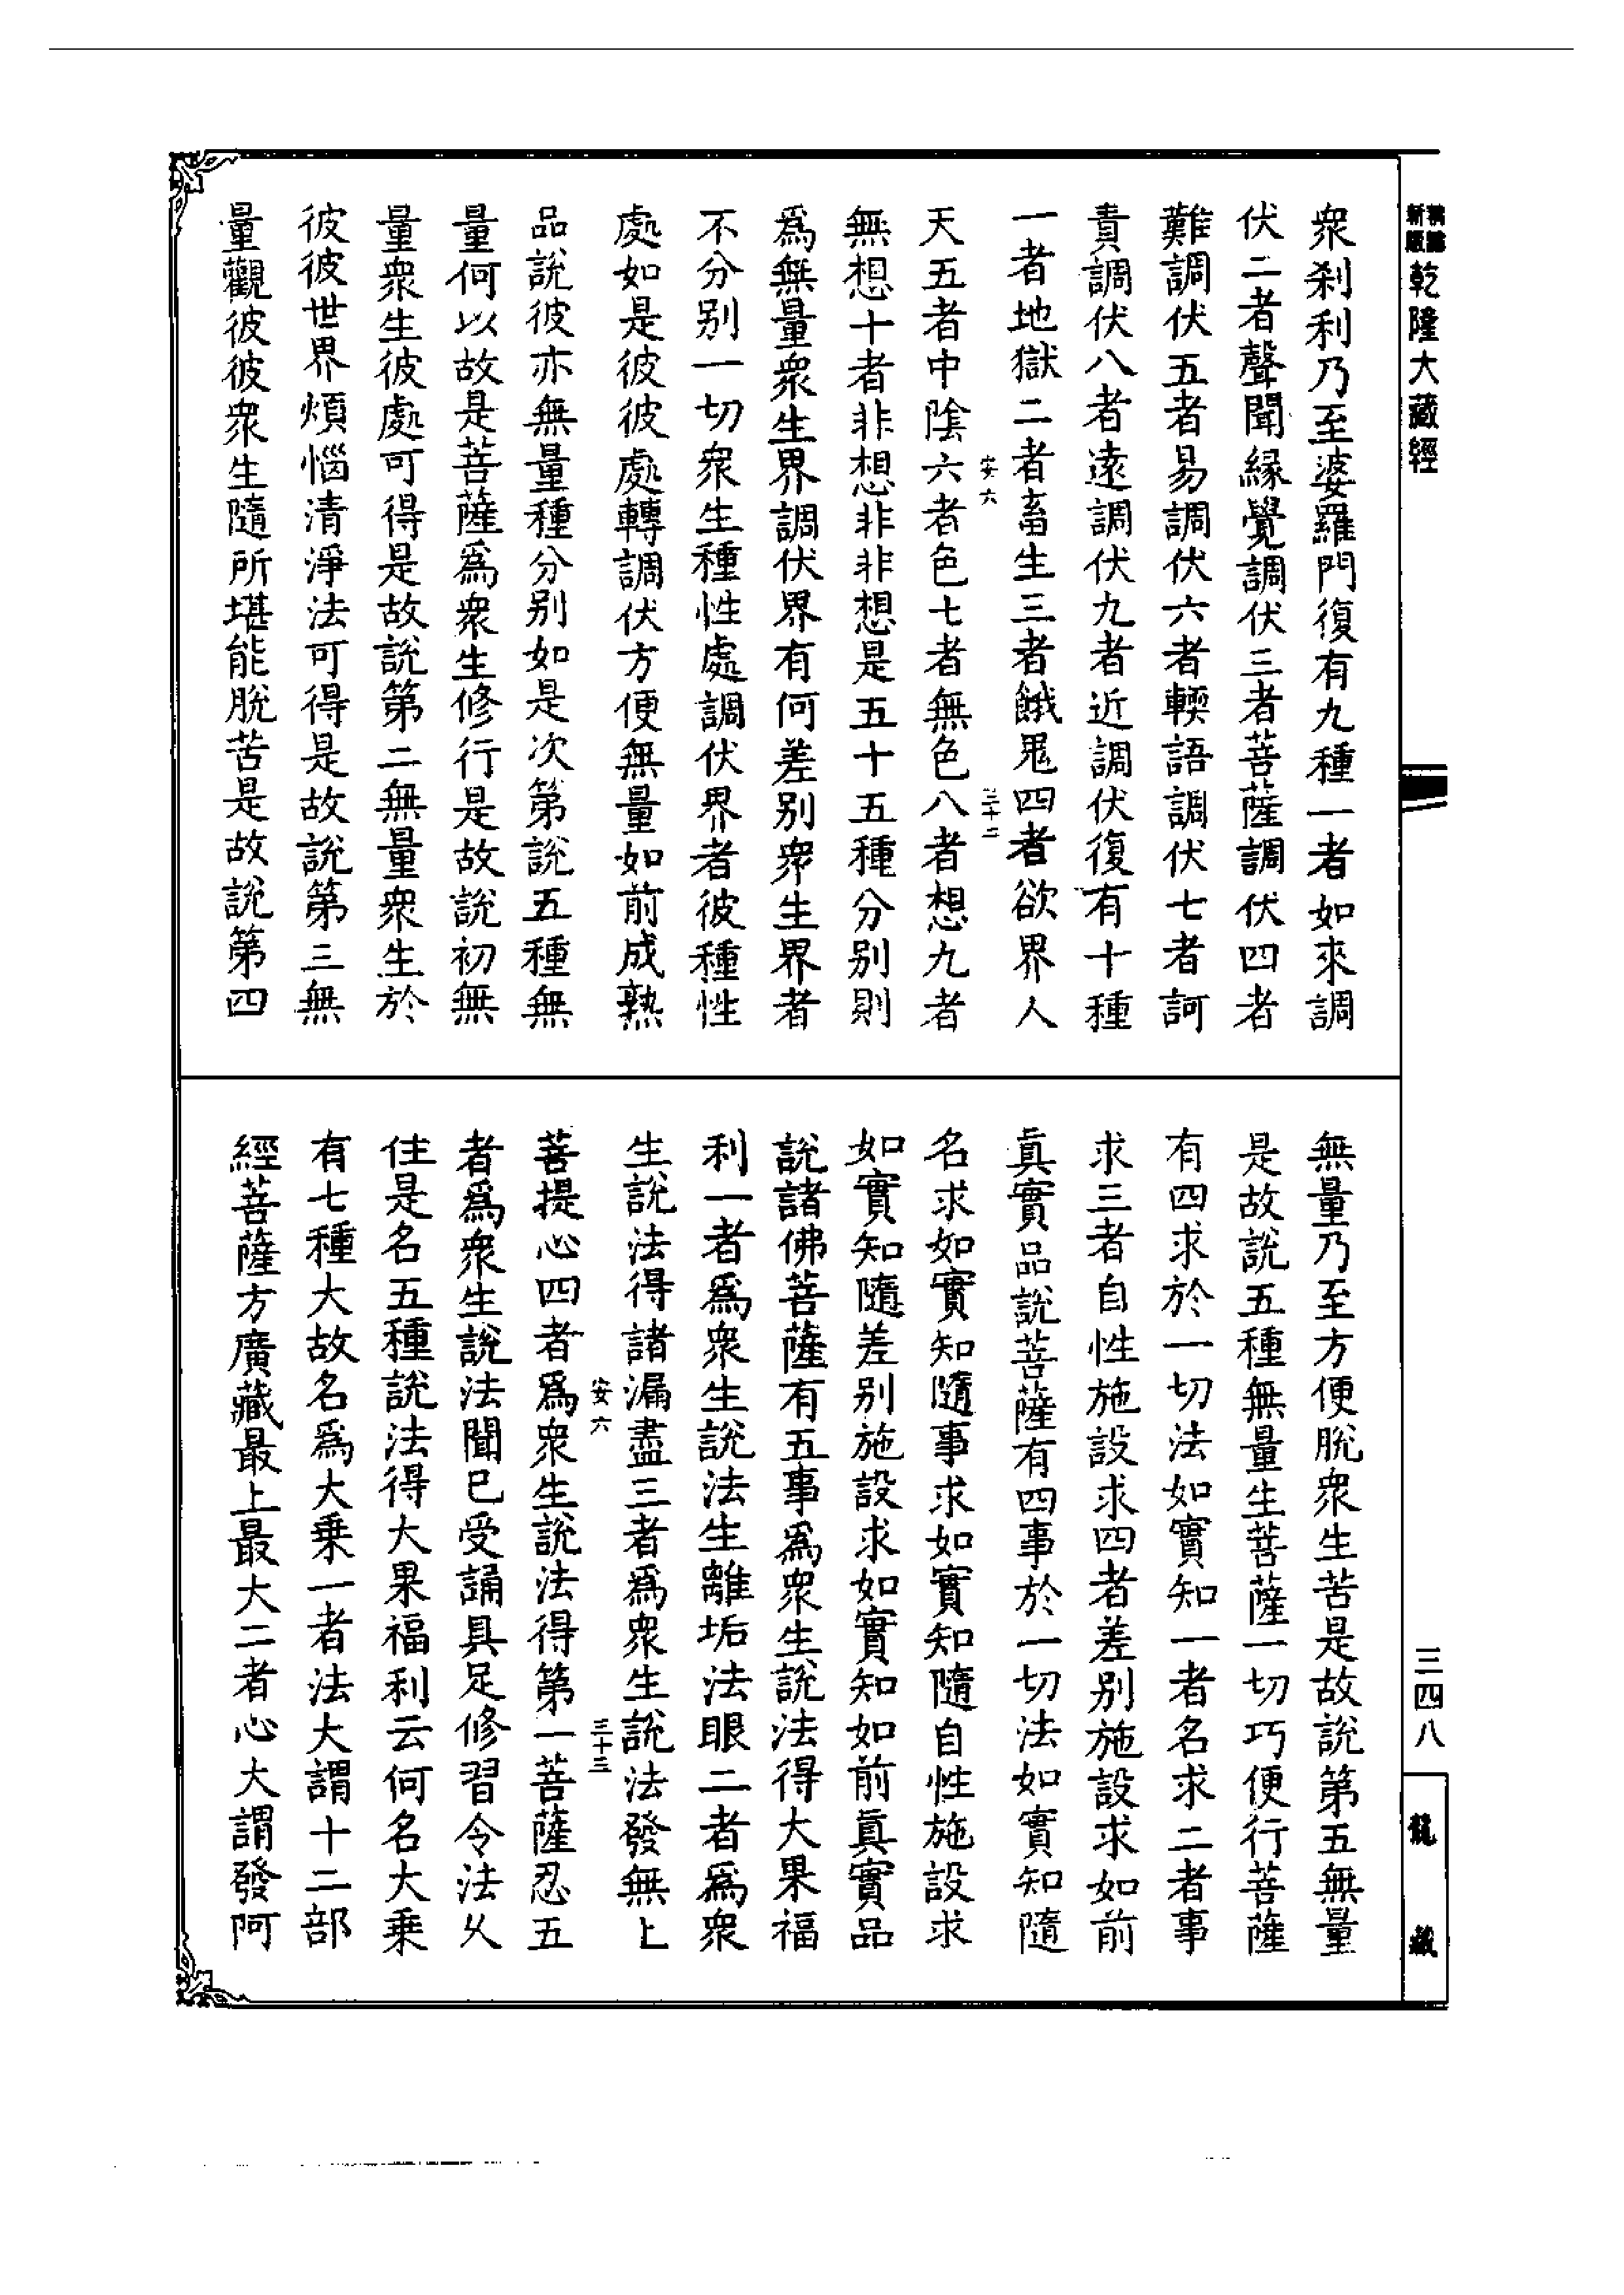 乾隆大藏經
衆刹利乃至婆羅門復有九種一者如來調
伏二者聲聞緣覺調伏三者菩薩調伏四者
難調伏五者易調伏六者輭語調伏七者訶
責調伏八者遠調伏九者近調伏復有十種
一者地獄二者畜生三者餓鬼四者欲界人
安六
三十二
天五者中陰六者色七者無色八者想九者
無想十者非想非非想是五十五種分別則
爲無量衆生界調伏界有何差別衆生界者
不分別一切衆生種性處調伏界者彼種性
處如是彼彼處轉調伏方便無量如前成熟
品說彼亦無量種分別如是次第說五種無
量何以故是菩薩爲衆生修行是故說初無
量衆生彼處可得是故說第二無量衆生於
彼彼世界煩惱清淨法可得是故說第三無
量觀彼彼衆生隨所堪能脫苦是故說第四
無量乃至方便脫衆生苦是故說第五無量
是故說五種無量生菩薩一切巧便行菩薩
有四求於一切法如實知一者名求二者事
求三者自性施設求四者差別施設求如前
眞實品說菩薩有四事於一切法如實知隨
名求如實知隨事求如實知隨自性施設求
如實知隨差別施設求如實知如前眞實品
說諸佛菩薩有五事爲衆生說法得大果福
利一者爲衆生說法生離垢法眼二者爲衆
生說法得諸漏盡三者爲衆生說法發無上
安六
三十三
菩提心四者爲衆生說法得第一菩薩忍五
者爲衆生說法聞已受誦具足修習令法久
住是名五種說法得大果福利云何名大乘
有七種大故名爲大乘一者法大謂十二部
經菩薩方廣藏最上最大二者心大謂發阿
三四八
龍藏